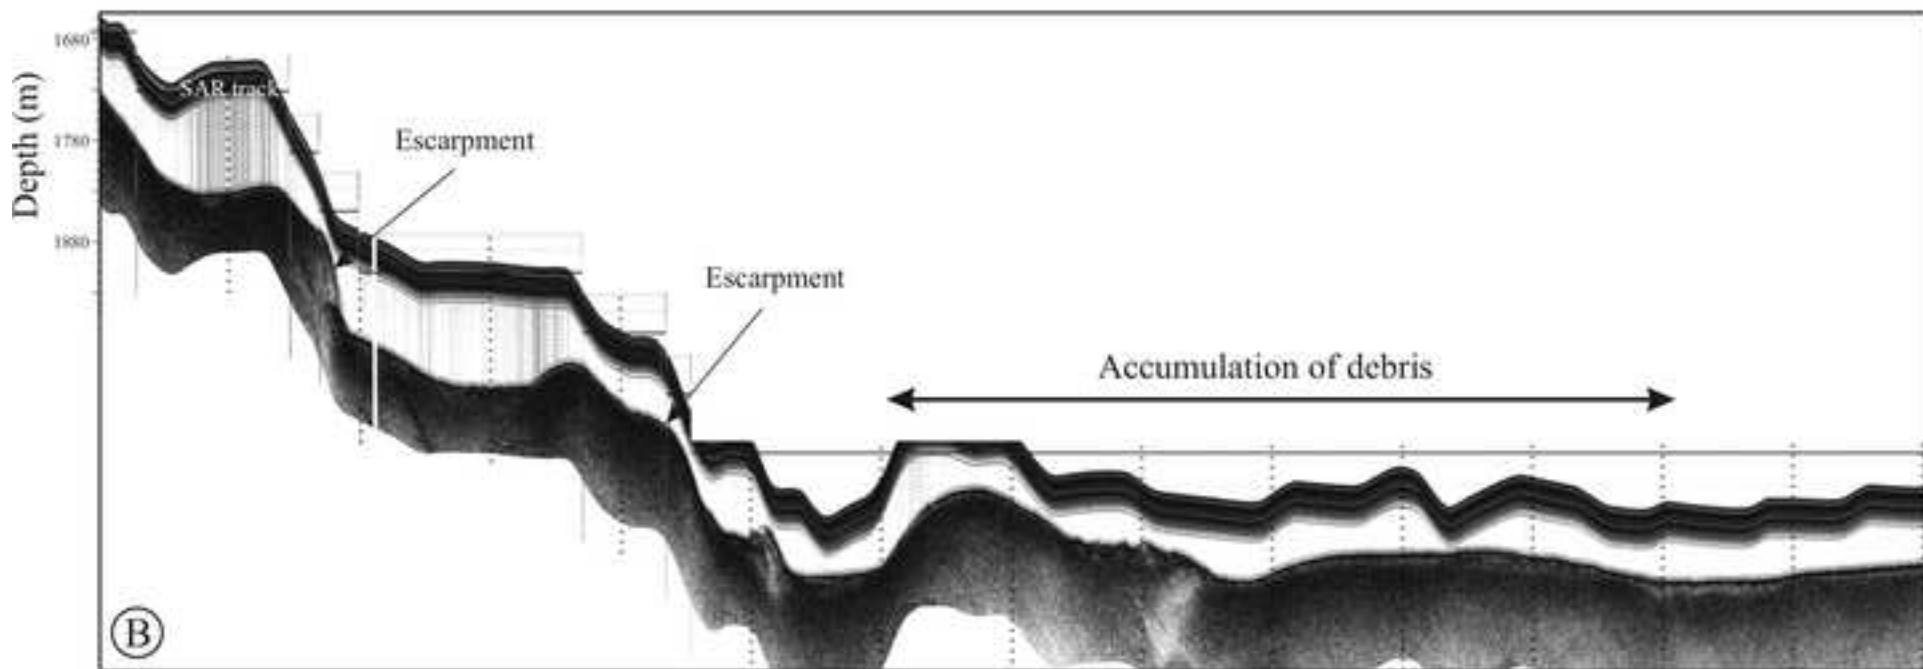 1680
SAR track
Depth (m)
1780
Escarpment
1880
Escarpment
Accumulation of debris
B